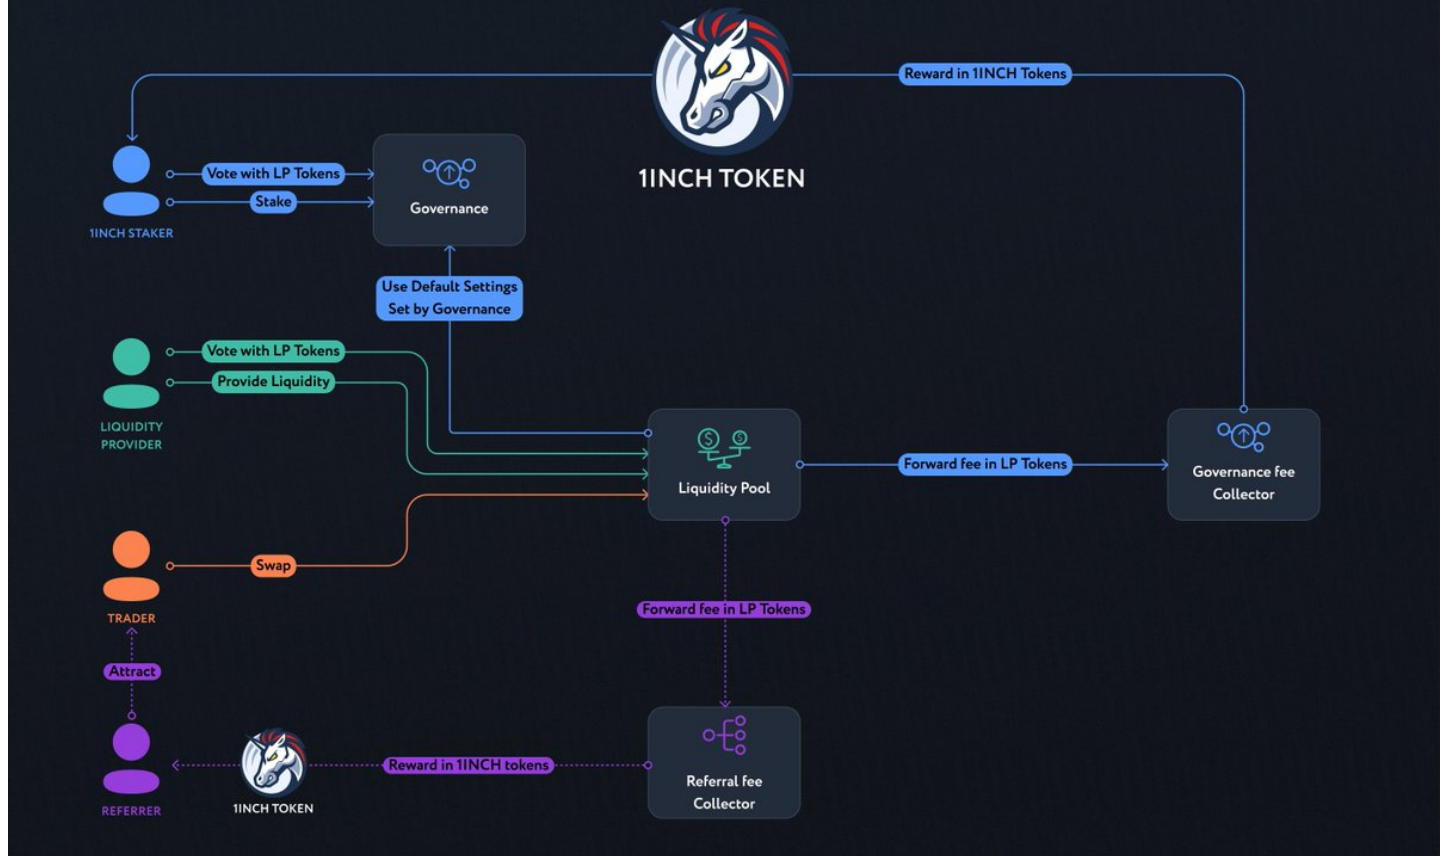 Reward in 1INCH Tokens
1INCH TOKEN
Vote with LP Tokens
Stake
Governance
1INCH STAKER
Use Default Settings
Set by Governance
Vote with LP Tokens
Provide Liquidity
LIQUIDITY
PROVIDER
$ $
Liquidity Pool
Forward fee in LP Tokens
Governance fee
Collector
Swap
TRADER
Forward fee in LP Tokens
Attract
REFERRER
1INCH TOKEN
Reward in 1INCH tokens
Referral fee
Collector